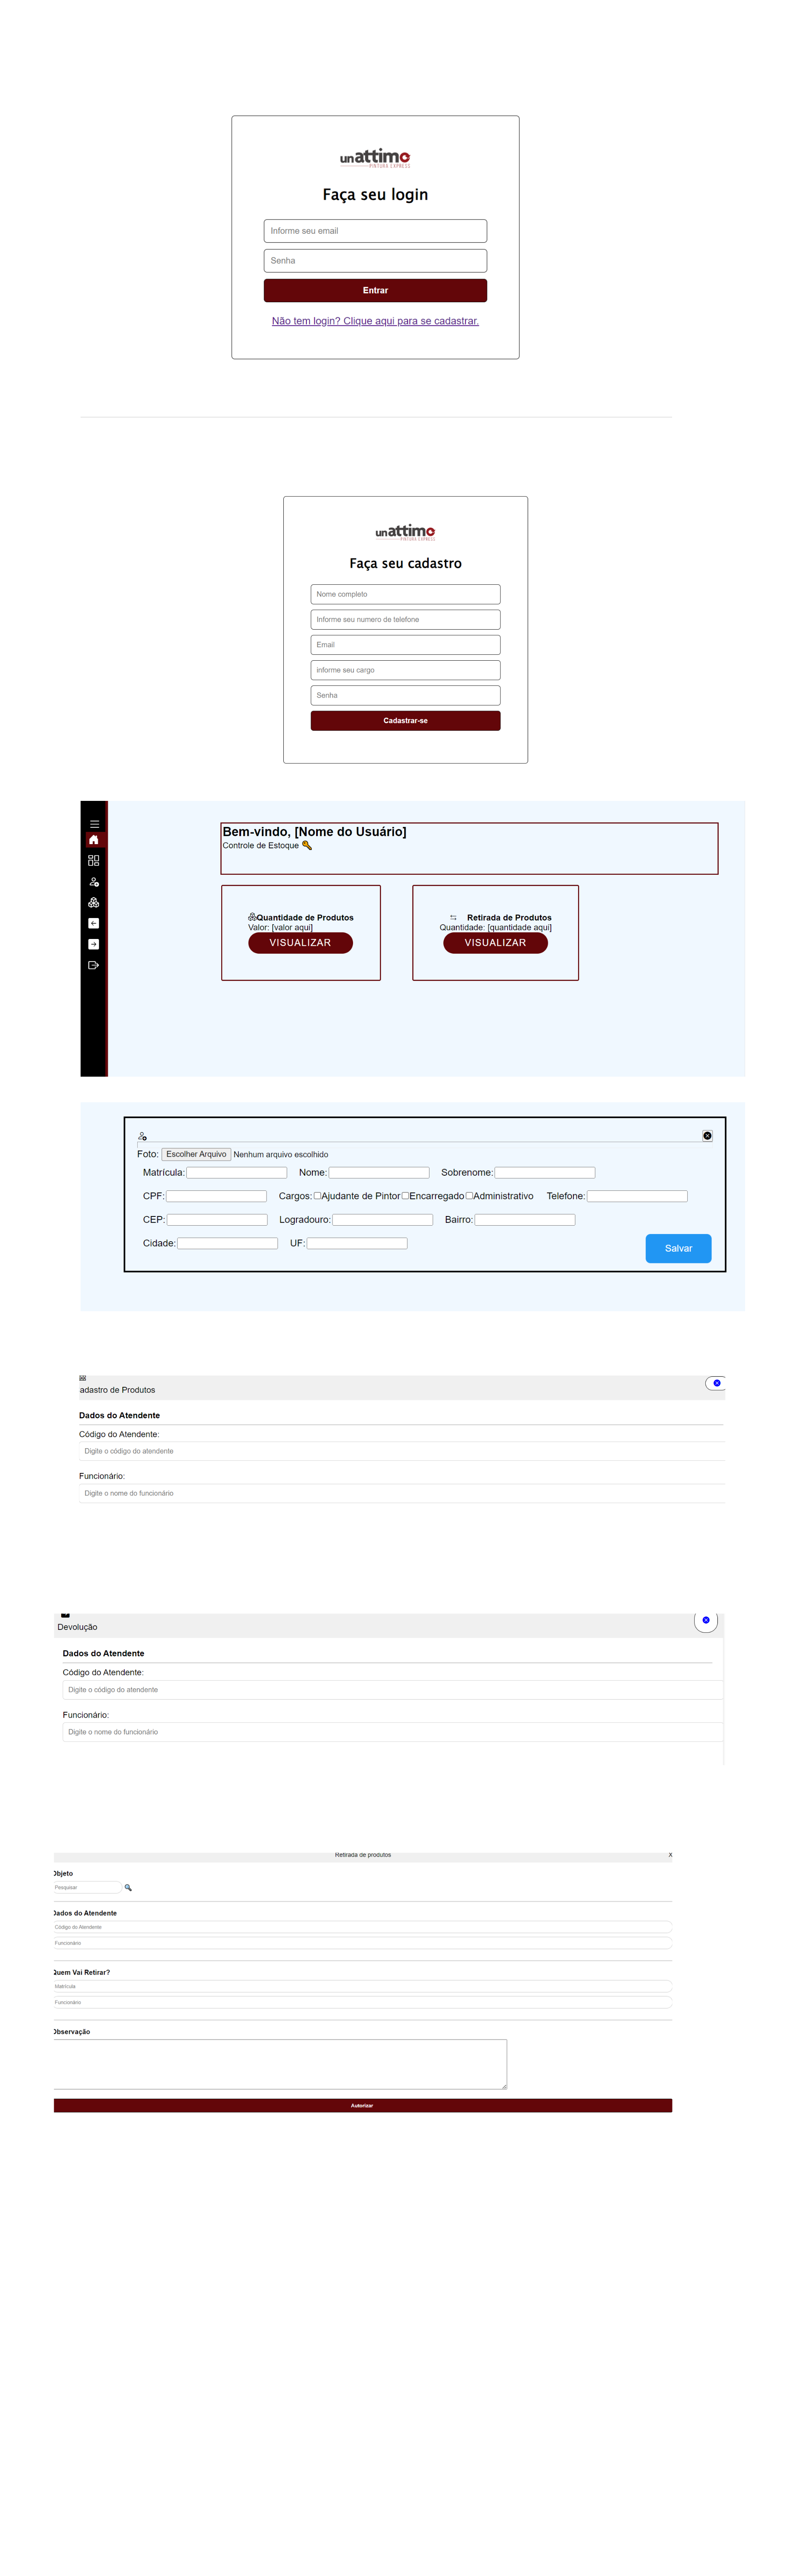 unattimo
PINTURA EXPRESS
Faça seu login
Informe seu email
Senha
Entrar
Não tem login? Clique aqui para se cadastrar.
unattimo
PINTURA EXPRESS
Faça seu cadastro
Nome completo
Informe seu numero de telefone
Email
informe seu cargo
Senha
Cadastrar-se
Bem-vindo, [Nome do Usuário]
Controle de Estoque
Quantidade de Produtos
Valor: [valor aqui]
VISUALIZAR
Retirada de Produtos
Quantidade: [quantidade aqui]
VISUALIZAR
Foto: Escolher Arquivo Nenhum arquivo escolhido
Matrícula: Nome: Sobrenome:
CPF: Cargos: Ajudante de Pintor Encarregado Administrativo Telefone:
CEP: Logradouro: Bairro:
Cidade: UF:
Salvar
adastro de Produtos
Dados do Atendente
Código do Atendente:
Digite o código do atendente
Funcionário:
Digite o nome do funcionário
Devolução
Dados do Atendente
Código do Atendente:
Digite o código do atendente
Funcionário:
Digite o nome do funcionário
Retirada de produtos X
Objeto
Pesquisar
Dados do Atendente
Código do Atendente
Funcionário
Quem Vai Retirar?
Matrícula
Funcionário
Observação
Autorizar